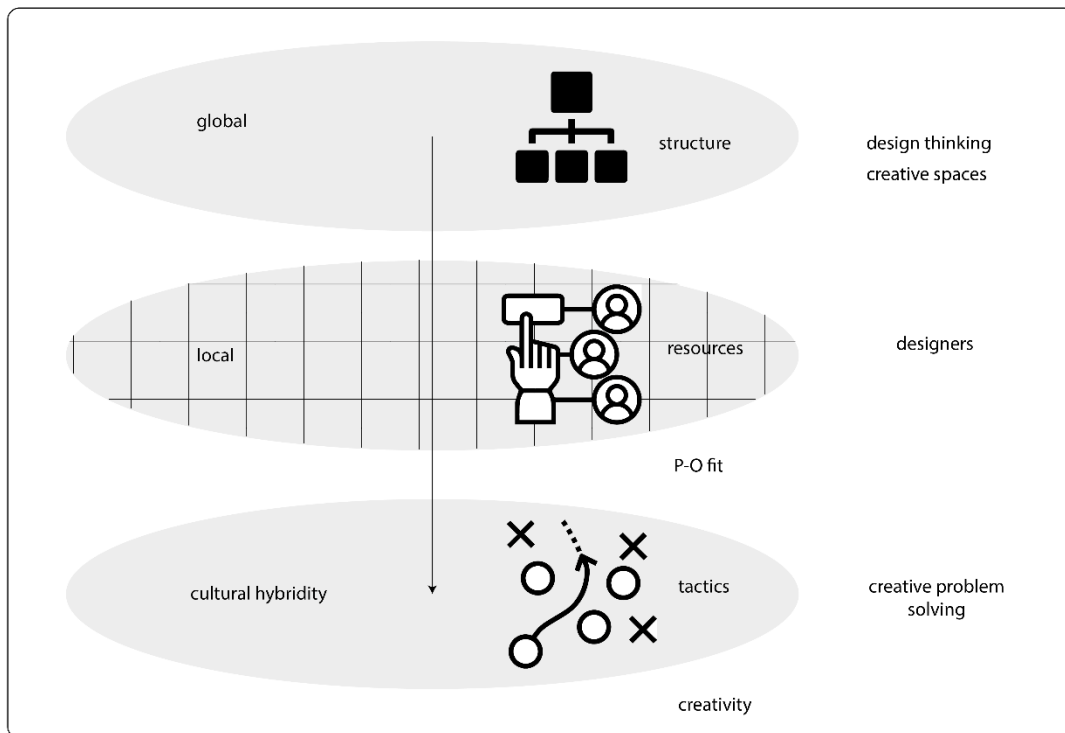 global
structure
design thinking
creative spaces
local
resources
designers
P-O fit
cultural hybridity
tactics
creative problem
solving
creativity